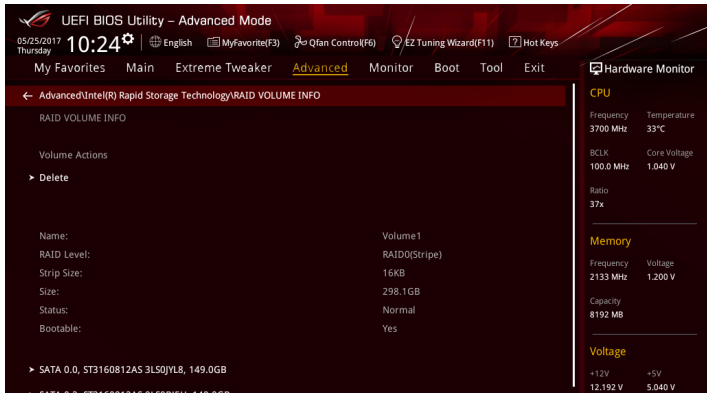 UEFI BIOS Utility – Advanced Mode
05/25/2017 Thursday 10:24 English MyFavorite(F3) Qfan Control(F6) EZ Tuning Wizard(F11) ? Hot Keys
My Favorites Main Extreme Tweaker Advanced Monitor Boot Tool Exit
← Advanced\Intel(R) Rapid Storage Technology\RAID VOLUME INFO
RAID VOLUME INFO
Volume Actions
> Delete
Name: Volume1
RAID Level: RAID0(Stripe)
Strip Size: 16KB
Size: 298.1GB
Status: Normal
Bootable: Yes
> SATA 0.0, ST3160812AS 3LS0JYL8, 149.0GB
Hardware Monitor
CPU
Frequency Temperature
3700 MHz 33°C
BCLK Core Voltage
100.0 MHz 1.040 V
Ratio
37x
Memory
Frequency Voltage
2133 MHz 1.200 V
Capacity
8192 MB
Voltage
+12V +5V
12.192 V 5.040 V